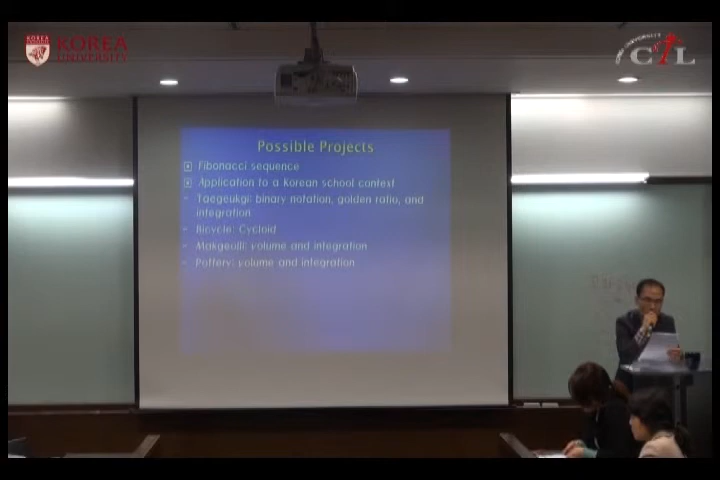 KOREA
UNIVERSITY
CTL
Possible Projects
Fibonacci sequence
Application to a Korean school context
- Taegeukgi: binary notation, golden ratio, and
integration
- Bicycle: Cycloid
- Makgeolli: volume and integration
- Pottery: volume and integration